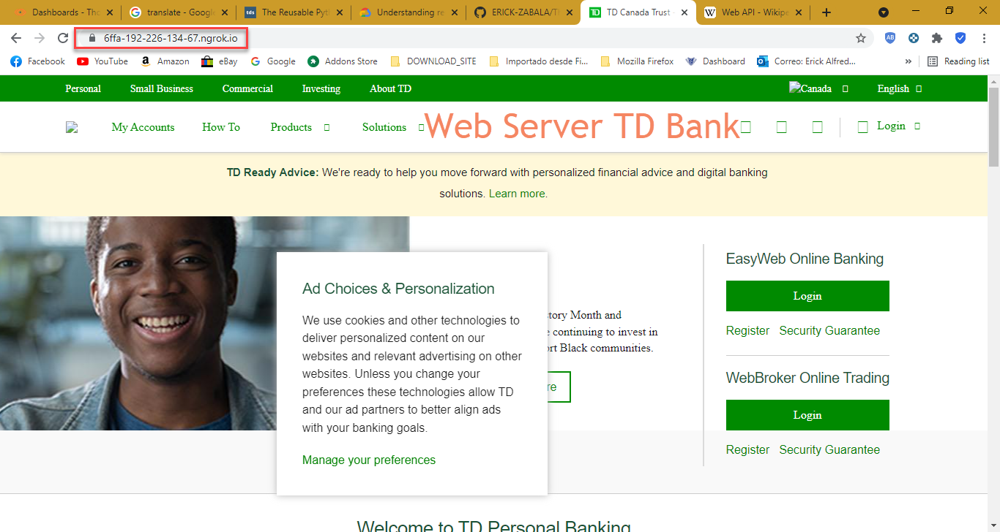 Dashboards - Tho
translate - Google
The Reusable Pyt
Understanding re
ERICK-ZABALA/T
TD Canada Trust -
Web API - Wikipe
6ffa-192-226-134-67.ngrok.io
Facebook YouTube Amazon eBay Google Addons Store DOWNLOAD_SITE Importado desde Fi... Mozilla Firefox Dashboard Correo: Erick Alfred... » Reading list
Personal Small Business Commercial Investing About TD Canada English
My Accounts How To Products Solutions Web Server TD Bank Login
TD Ready Advice: We're ready to help you move forward with personalized financial advice and digital banking
solutions. Learn more.
Ad Choices & Personalization
We use cookies and other technologies to
deliver personalized content on our
websites and relevant advertising on other
websites. Unless you change your
preferences these technologies allow TD
and our ad partners to better align ads
with your banking goals.
Manage your preferences
tory Month and
e continuing to invest in
ort Black communities.
re
EasyWeb Online Banking
Login
Register Security Guarantee
WebBroker Online Trading
Login
Register Security Guarantee
Welcome to TD Personal Banking